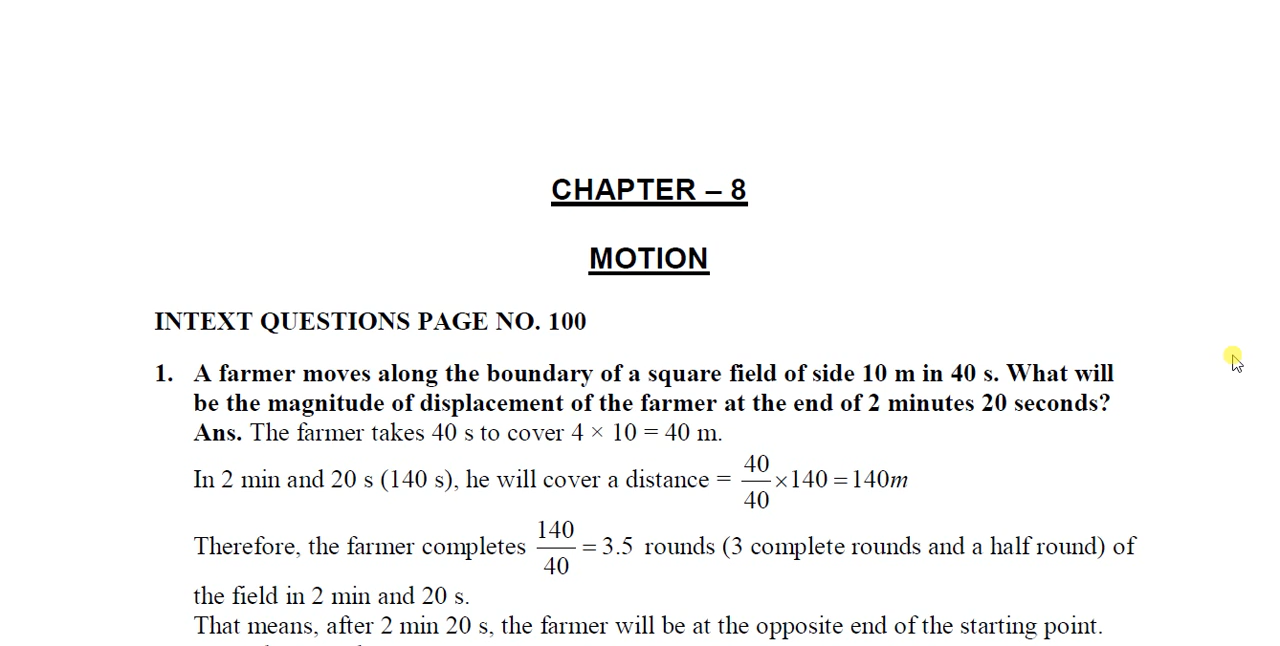 CHAPTER – 8
MOTION
INTEXT QUESTIONS PAGE NO. 100
1. A farmer moves along the boundary of a square field of side 10 m in 40 s. What will
be the magnitude of displacement of the farmer at the end of 2 minutes 20 seconds?
Ans. The farmer takes 40 s to cover 4 × 10 = 40 m.
In 2 min and 20 s (140 s), he will cover a distance = 40/40 ×140 = 140m
Therefore, the farmer completes 140/40 = 3.5 rounds (3 complete rounds and a half round) of
the field in 2 min and 20 s.
That means, after 2 min 20 s, the farmer will be at the opposite end of the starting point.